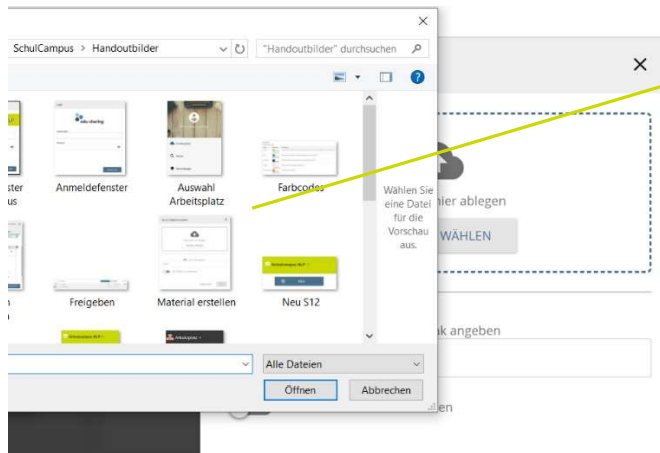 SchulCampus > Handoutbilder
"Handoutbilder" durchsuchen
ster
us
Anmeldefenster
Auswahl
Arbeitsplatz
Farbcodes
Wählen Sie
eine Datei
für die
Vorschau
aus.
hier ablegen
WÄHLEN
Freigeben
Material erstellen
Neu S12
nk angeben
Alle Dateien
Öffnen
Abbrechen
en